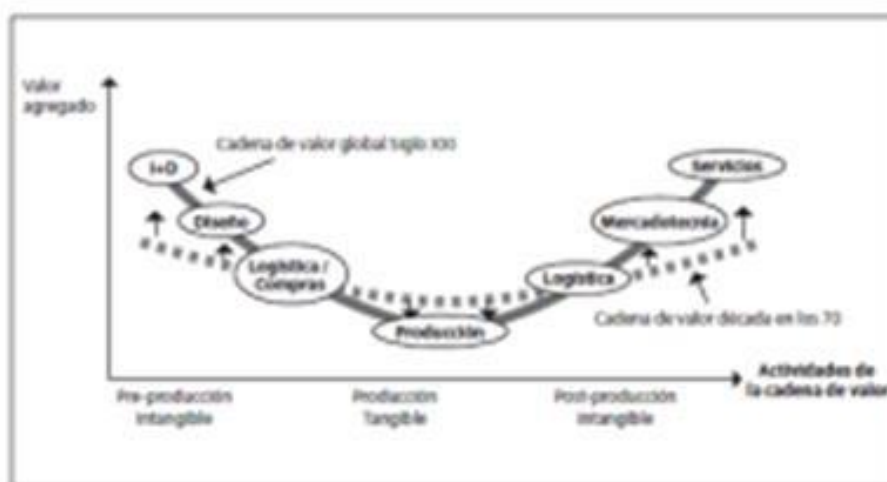 Valor
agregado
Cadena de valor global Siglo XXI
I+D
Servicios
Diseño
Mercadotecnia
Logística /
Compras
Logística
Producción
Cadena de valor década en los 70
Actividades de
la cadena de valor
Pre-producción
Intangible
Producción
Tangible
Post-producción
Intangible